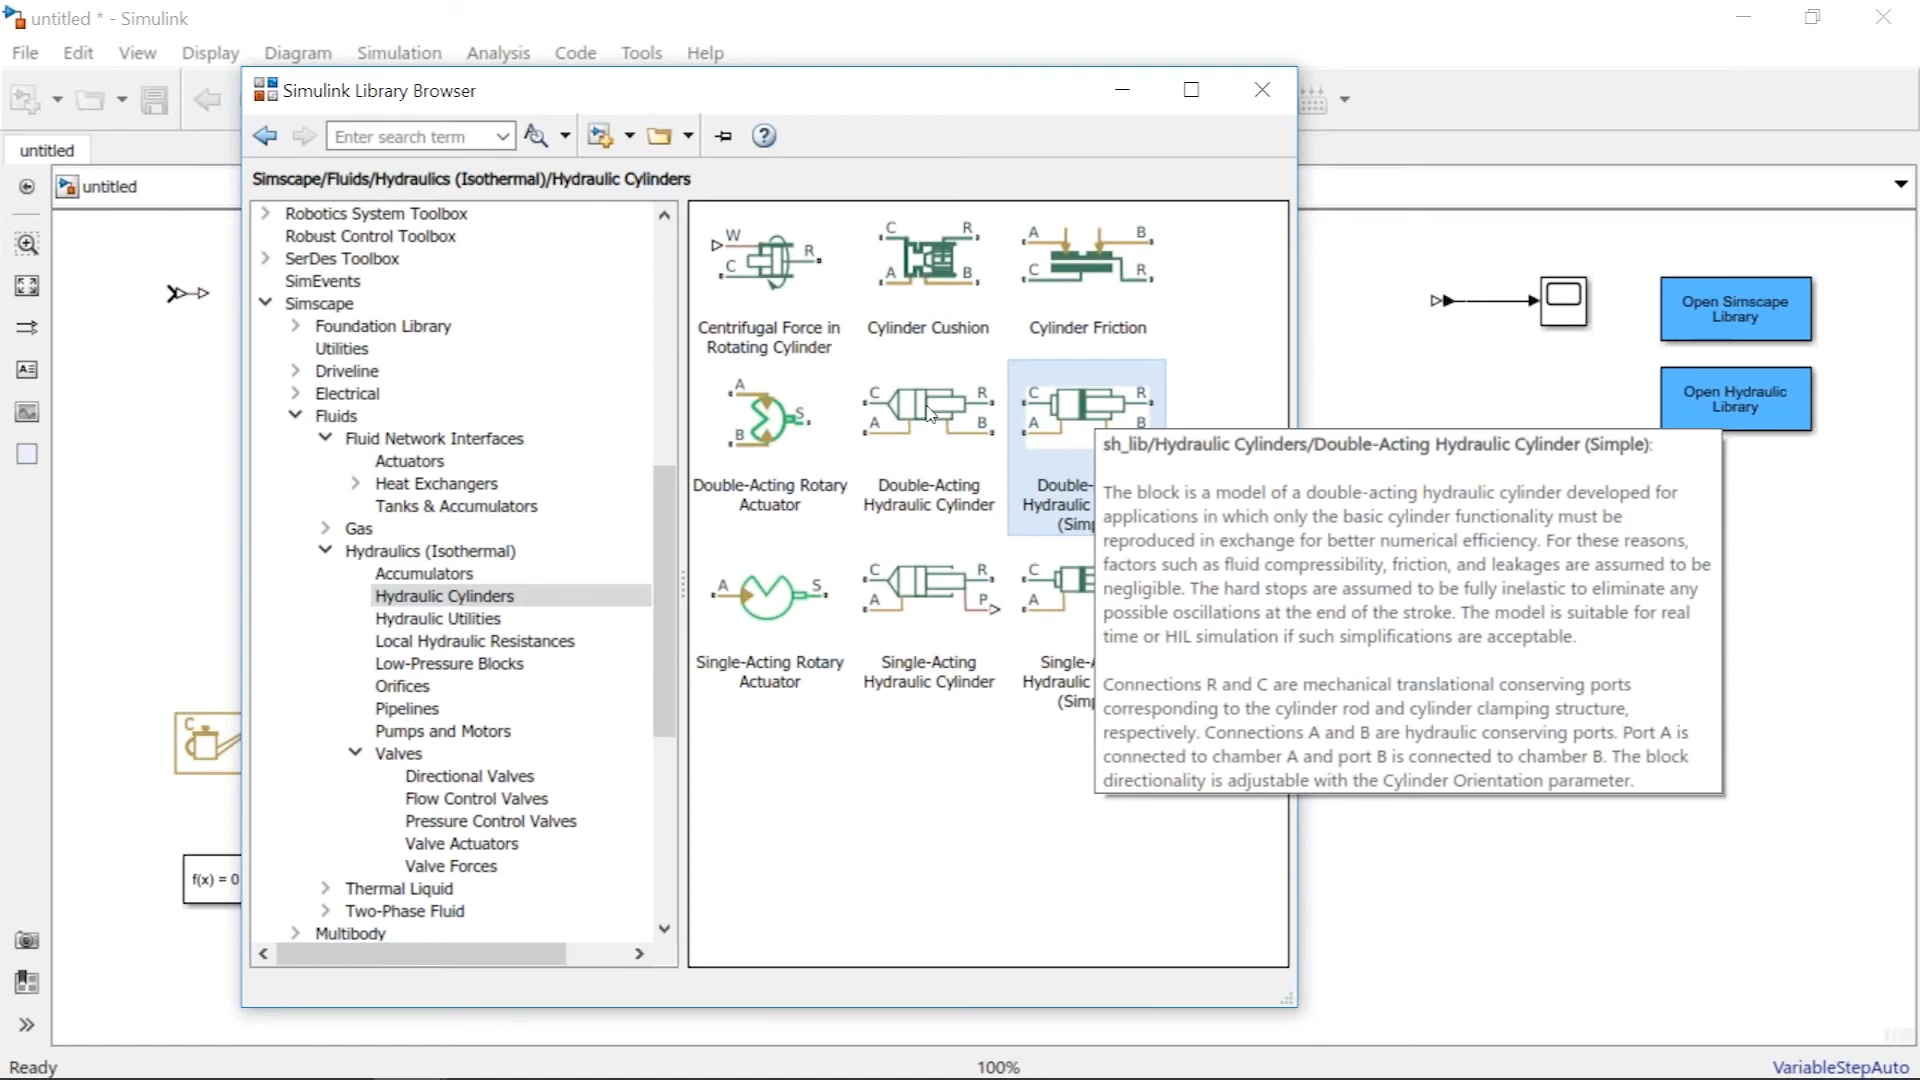 untitled * - Simulink
File Edit View Display Diagram Simulation Analysis Code Tools Help
Simulink Library Browser
Enter search term
untitled
untitled
Simscape/Fluids/Hydraulics (Isothermal)/Hydraulic Cylinders
Robotics System Toolbox
Robust Control Toolbox
SerDes Toolbox
SimEvents
Simscape
Foundation Library
Utilities
Driveline
Electrical
Fluids
Fluid Network Interfaces
Actuators
Heat Exchangers
Tanks & Accumulators
Gas
Hydraulics (Isothermal)
Accumulators
Hydraulic Cylinders
Hydraulic Utilities
Local Hydraulic Resistances
Low-Pressure Blocks
Orifices
Pipelines
Pumps and Motors
Valves
Directional Valves
Flow Control Valves
Pressure Control Valves
Valve Actuators
Valve Forces
Thermal Liquid
Two-Phase Fluid
Multibody
W
C
R
Centrifugal Force in
Rotating Cylinder
C R
A B
Cylinder Cushion
A B
C R
Cylinder Friction
A
B
S
Double-Acting Rotary
Actuator
C R
A B
Double-Acting
Hydraulic Cylinder
C R
A B
Double-
Hydraulic
(Simp
A S
Single-Acting Rotary
Actuator
C R
A P
Single-Acting
Hydraulic Cylinder
C
A
Single-
Hydraulic
(Simp
sh_lib/Hydraulic Cylinders/Double-Acting Hydraulic Cylinder (Simple):
The block is a model of a double-acting hydraulic cylinder developed for
applications in which only the basic cylinder functionality must be
reproduced in exchange for better numerical efficiency. For these reasons,
factors such as fluid compressibility, friction, and leakages are assumed to be
negligible. The hard stops are assumed to be fully inelastic to eliminate any
possible oscillations at the end of the stroke. The model is suitable for real
time or HIL simulation if such simplifications are acceptable.
Connections R and C are mechanical translational conserving ports
corresponding to the cylinder rod and cylinder clamping structure,
respectively. Connections A and B are hydraulic conserving ports. Port A is
connected to chamber A and port B is connected to chamber B. The block
directionality is adjustable with the Cylinder Orientation parameter.
Open Simscape
Library
Open Hydraulic
Library
C
f(x) = 0
Ready
100%
VariableStepAuto